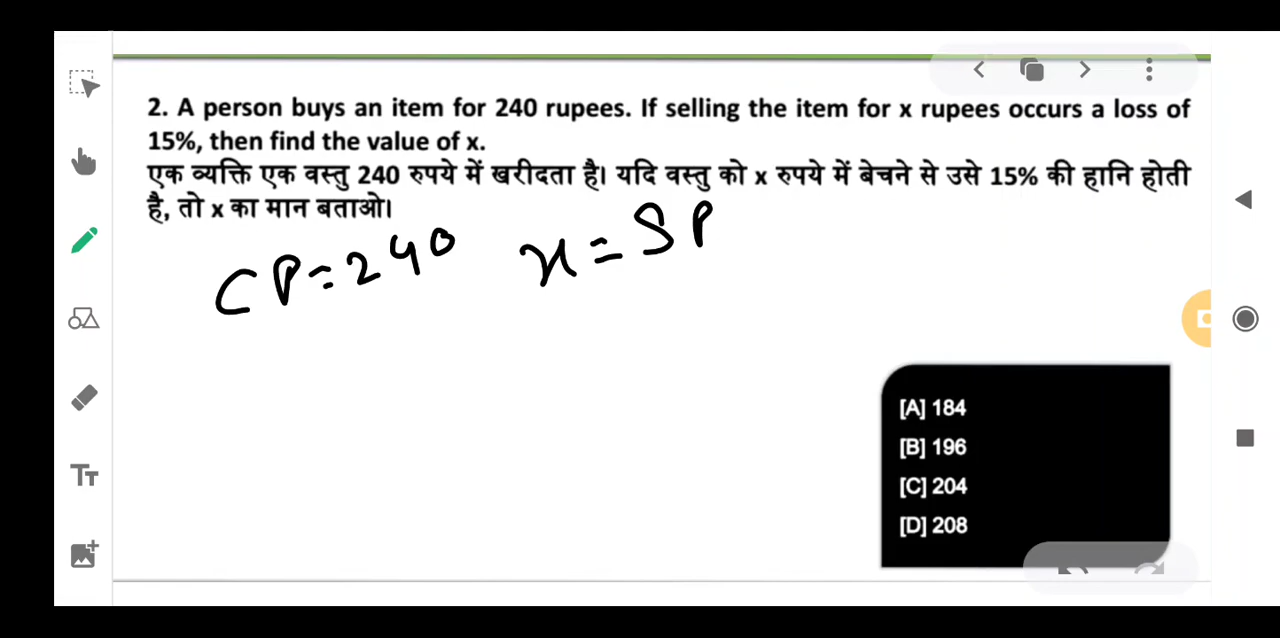 2. A person buys an item for 240 rupees. If selling the item for x rupees occurs a loss of
15%, then find the value of x.
एक व्यक्ति एक वस्तु 240 रुपये में खरीदता है। यदि वस्तु को x रुपये में बेचने से उसे 15% की हानि होती
है, तो x का मान बताओ।
CP=240 x=SP
[A] 184
[B] 196
[C] 204
[D] 208
TT